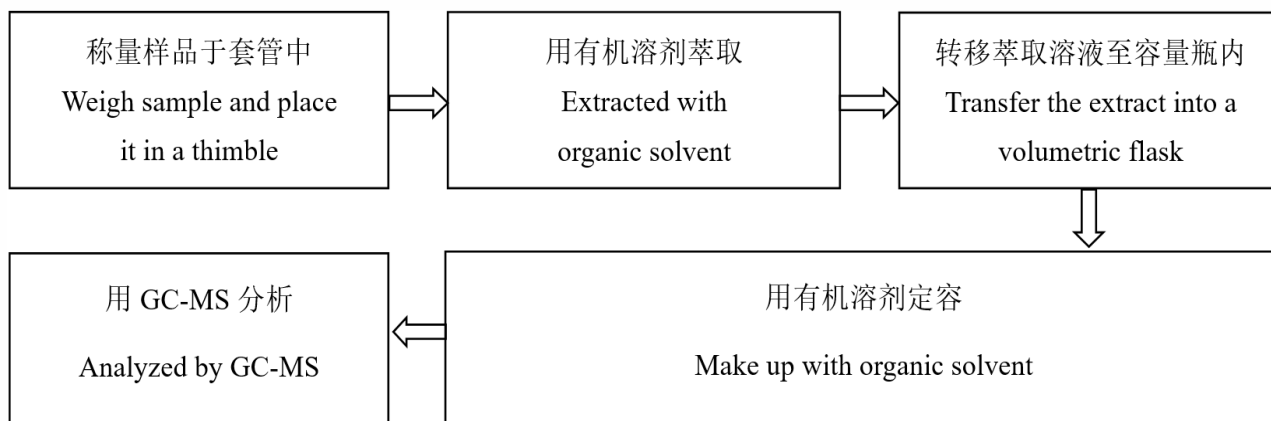 称量样品于套管中
Weigh sample and place
it in a thimble
用有机溶剂萃取
Extracted with
organic solvent
转移萃取溶液至容量瓶内
Transfer the extract into a
volumetric flask
用有机溶剂定容
Make up with organic solvent
用 GC-MS 分析
Analyzed by GC-MS